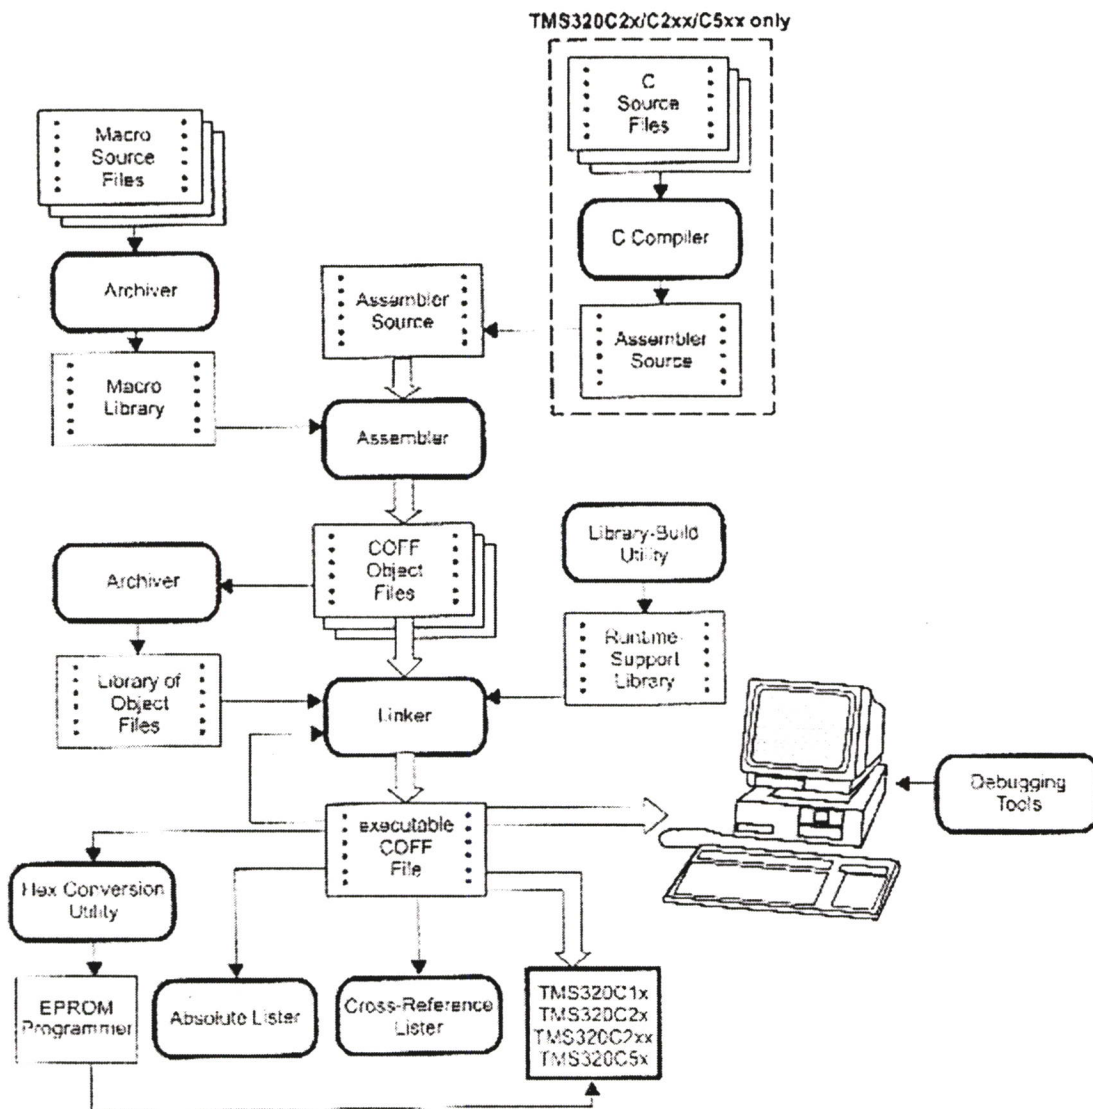 TMS320C2x/C2xx/C5xx only
C
Source
Files
Macro
Source
Files
C Compiler
Archiver
Assembler
Source
Assembler
Source
Macro
Library
Assembler
COFF
Object
Files
Library-Build
Utility
Archiver
Runtime-
Support
Library
Library of
Object
Files
Linker
Debugging
Tools
executable
COFF
File
Hex Conversion
Utility
EPROM
Programmer
Absolute Lister
Cross-Reference
Lister
TMS320C1x
TMS320C2x
TMS320C2xx
TMS320C5x